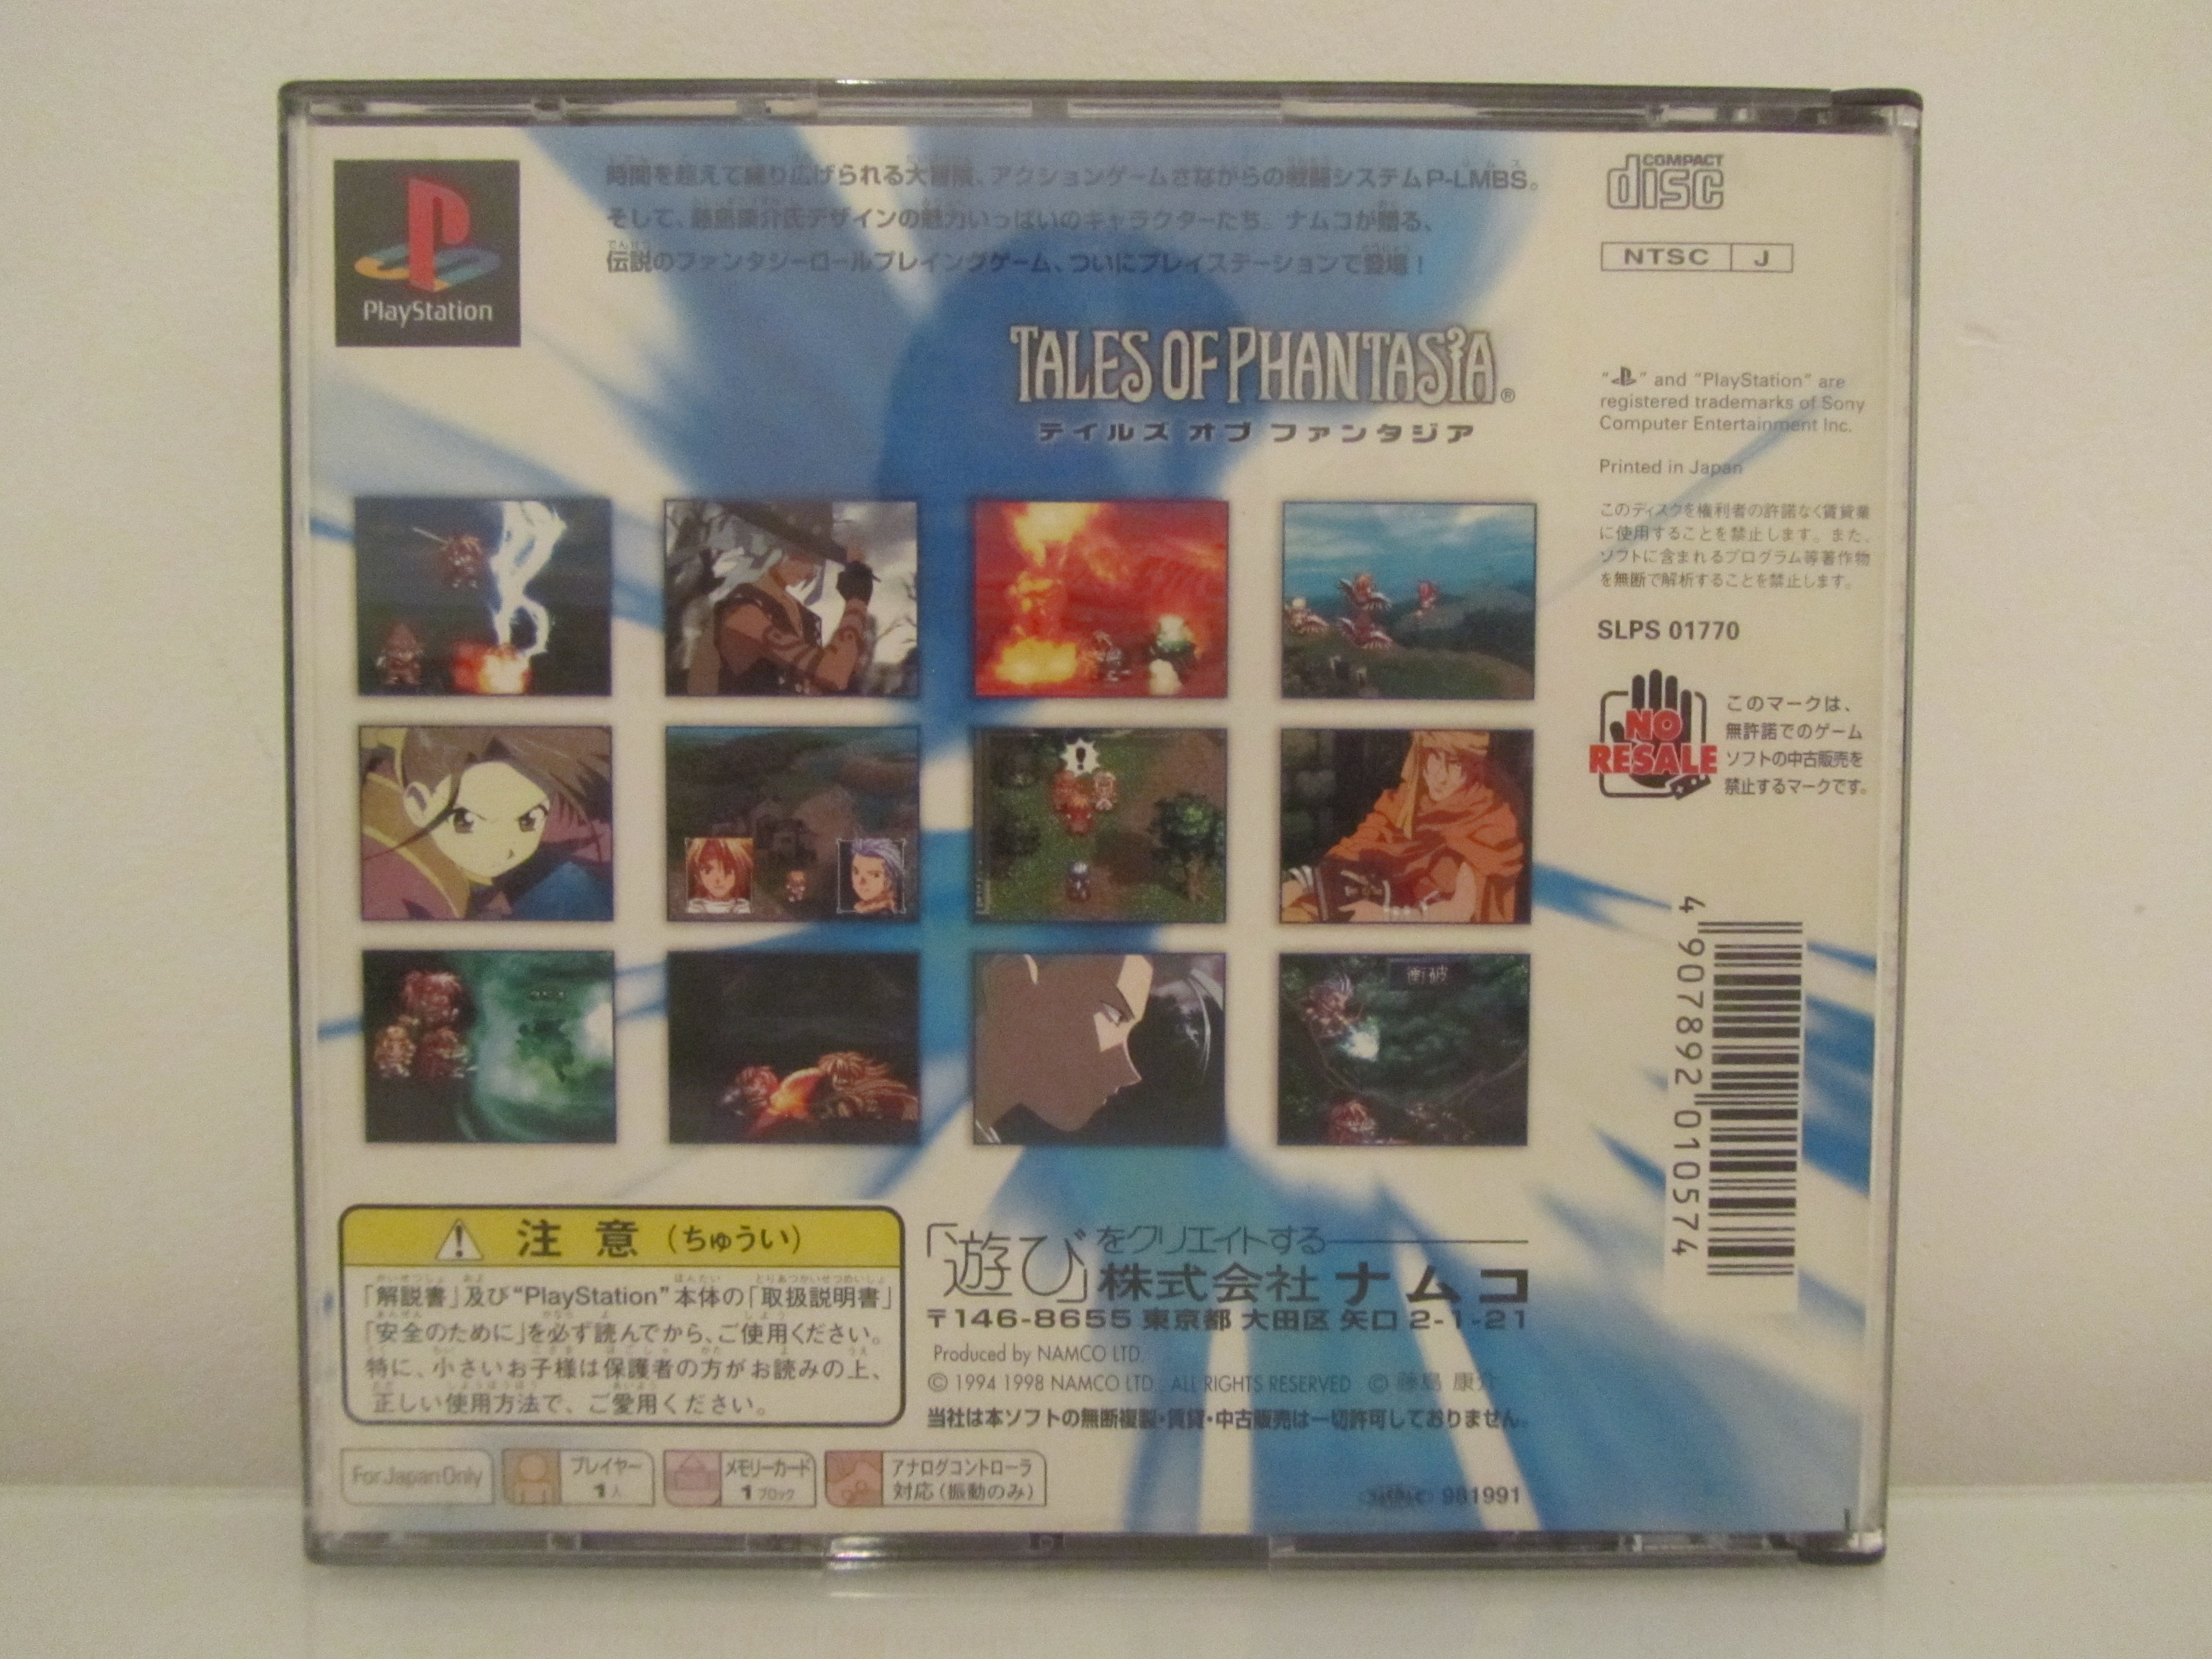 PlayStation
時間を超えて繰り広げられる大冒険、アクションゲームさながらの戦闘システムP-LMBS。
そして、藤島康介氏デザインの魅力いっぱいのキャラクターたち。ナムコが贈る、
伝説のファンタジーロールプレイングゲーム、ついにプレイステーションで登場！
TALES OF PHANTASIA®
テイルズ オブ ファンタジア
COMPACT
disc
NTSC J
“ ” and “PlayStation” are
registered trademarks of Sony
Computer Entertainment Inc.
Printed in Japan
このディスクを権利者の許諾なく賃貸業
に使用することを禁止します。また、
ソフトに含まれるプログラム等著作物
を無断で解析することを禁止します。
SLPS 01770
NO
RESALE
このマークは、
無許諾でのゲーム
ソフトの中古販売を
禁止するマークです。
4 907892 010574
衝破
注意（ちゅうい）
「解説書」及び“PlayStation”本体の「取扱説明書」
「安全のために」を必ず読んでから、ご使用ください。
特に、小さいお子様は保護者の方がお読みの上、
正しい使用方法で、ご愛用ください。
「遊び」をクリエイトする
株式会社ナムコ
〒146-8655 東京都 大田区 矢口 2-1-21
Produced by NAMCO LTD.
© 1994 1998 NAMCO LTD., ALL RIGHTS RESERVED © 藤島 康介
当社は本ソフトの無断複製・賃貸・中古販売は一切許可しておりません。
For Japan Only
プレイヤー
1人
メモリーカード
1ブロック
アナログコントローラ
対応（振動のみ）
981991